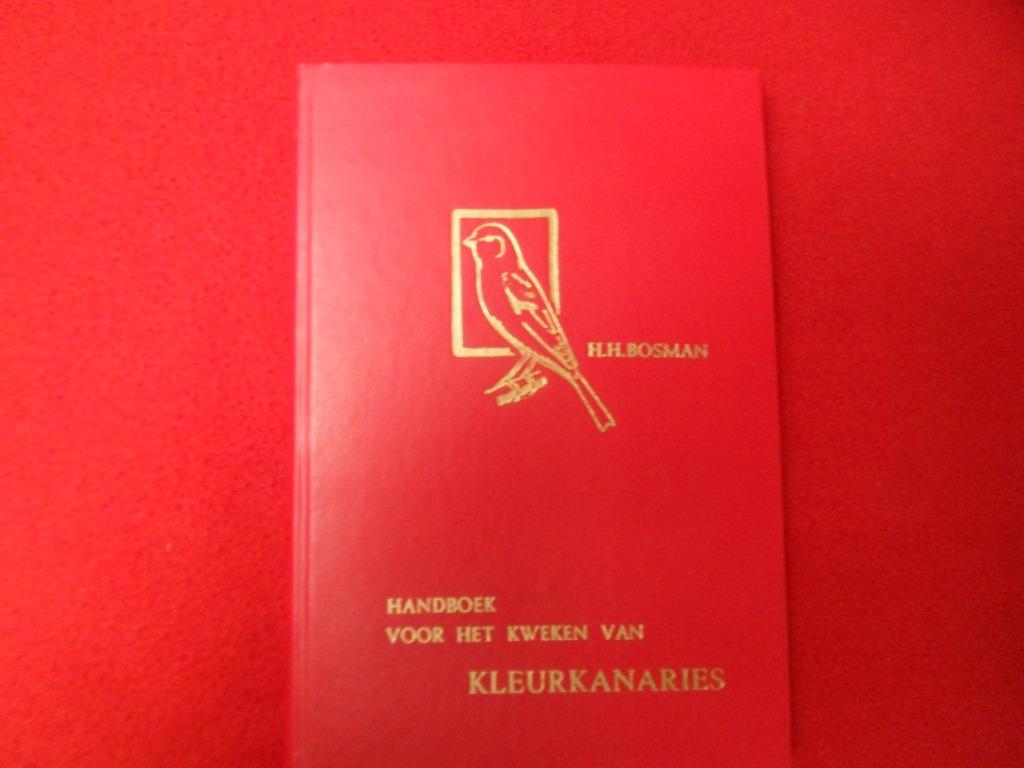 H.H.BOSMAN
HANDBOEK
VOOR HET KWEKEN VAN
KLEURKANARIES